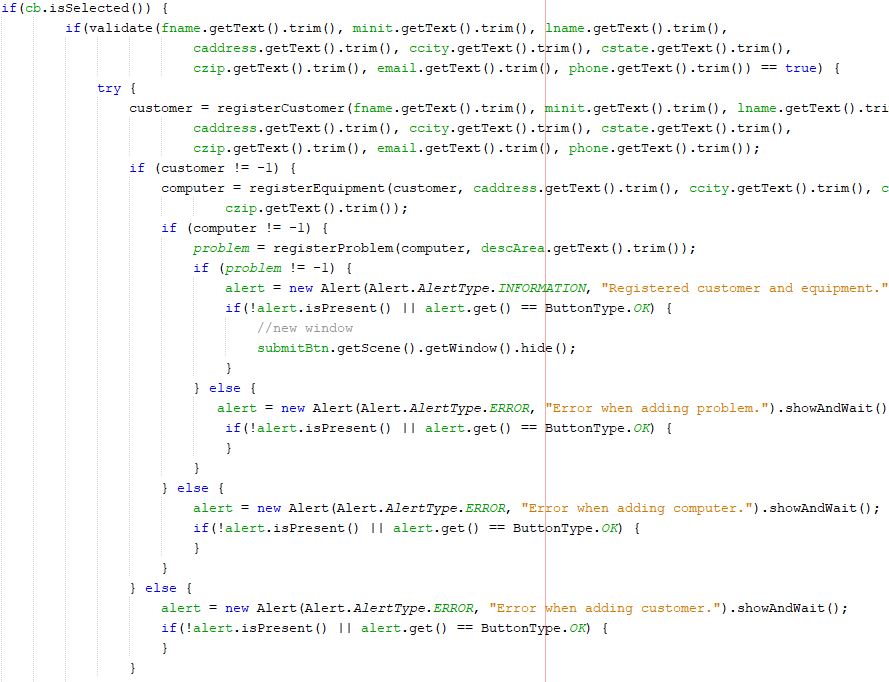 if(cb.isSelected()) {
if(validate(fname.getText().trim(), minit.getText().trim(), lname.getText().trim(),
caddress.getText().trim(), ccity.getText().trim(), cstate.getText().trim(),
czip.getText().trim(), email.getText().trim(), phone.getText().trim()) == true) {
try {
customer = registerCustomer(fname.getText().trim(), minit.getText().trim(), lname.getText().tri
caddress.getText().trim(), ccity.getText().trim(), cstate.getText().trim(),
czip.getText().trim(), email.getText().trim(), phone.getText().trim());
if (customer != -1) {
computer = registerEquipment(customer, caddress.getText().trim(), ccity.getText().trim(), c
czip.getText().trim());
if (computer != -1) {
problem = registerProblem(computer, descArea.getText().trim());
if (problem != -1) {
alert = new Alert(Alert.AlertType.INFORMATION, "Registered customer and equipment."
if(!alert.isPresent() || alert.get() == ButtonType.OK) {
//new window
submitBtn.getScene().getWindow().hide();
}
} else {
alert = new Alert(Alert.AlertType.ERROR, "Error when adding problem.").showAndWait()
if(!alert.isPresent() || alert.get() == ButtonType.OK) {
}
}
} else {
alert = new Alert(Alert.AlertType.ERROR, "Error when adding computer.").showAndWait();
if(!alert.isPresent() || alert.get() == ButtonType.OK) {
}
}
} else {
alert = new Alert(Alert.AlertType.ERROR, "Error when adding customer.").showAndWait();
if(!alert.isPresent() || alert.get() == ButtonType.OK) {
}
}